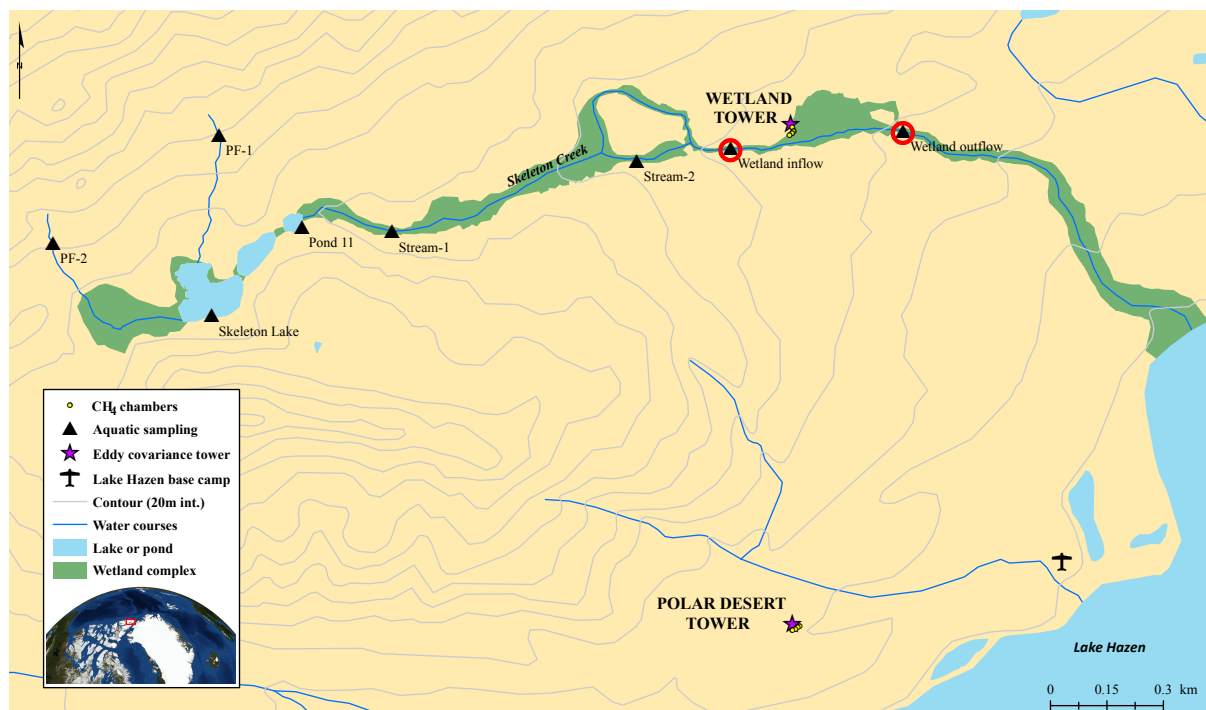 N
WETLAND
TOWER
PF-1
Wetland inflow
Wetland outflow
Skeleton Creek
Stream-2
PF-2
Pond 11
Stream-1
Skeleton Lake
CH4 chambers
Aquatic sampling
Eddy covariance tower
Lake Hazen base camp
Contour (20m int.)
Water courses
Lake or pond
Wetland complex
POLAR DESERT
TOWER
Lake Hazen
0 0.15 0.3 km